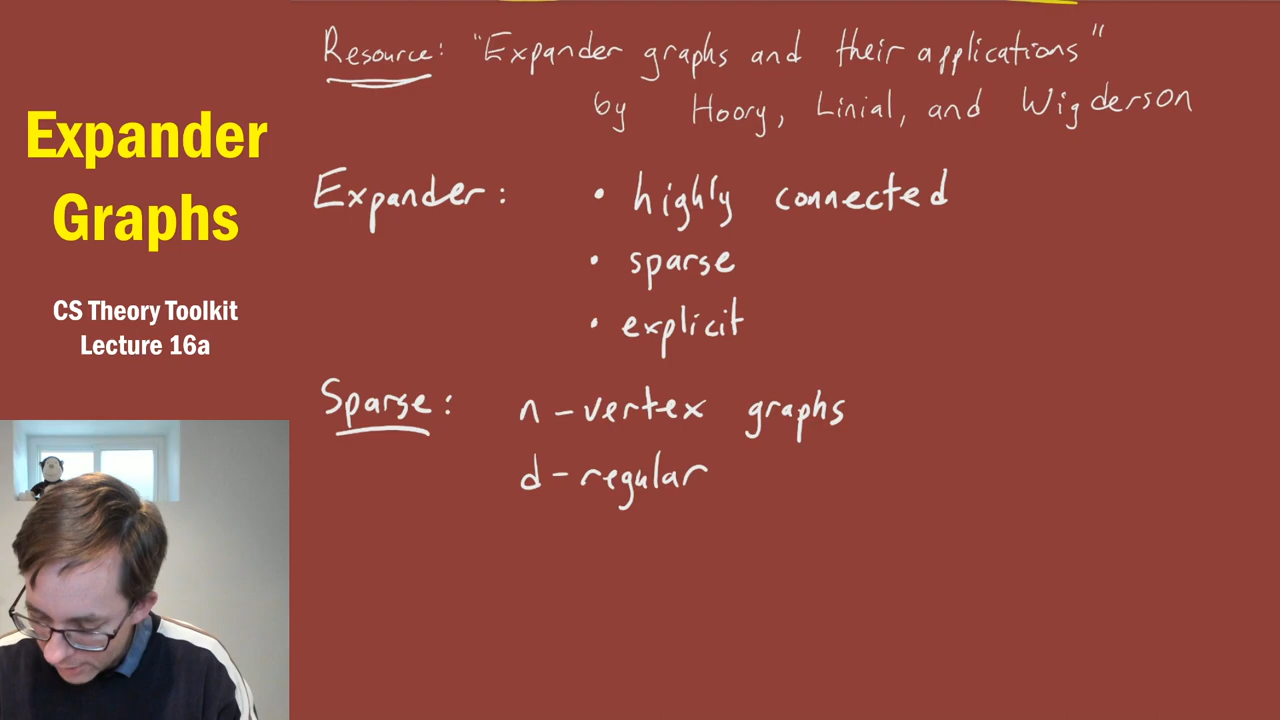 Expander
Graphs
CS Theory Toolkit
Lecture 16a
Resource: "Expander graphs and their applications"
by Hoory, Linial, and Wigderson
Expander: • highly connected
• sparse
• explicit
Sparse: n-vertex graphs
d-regular